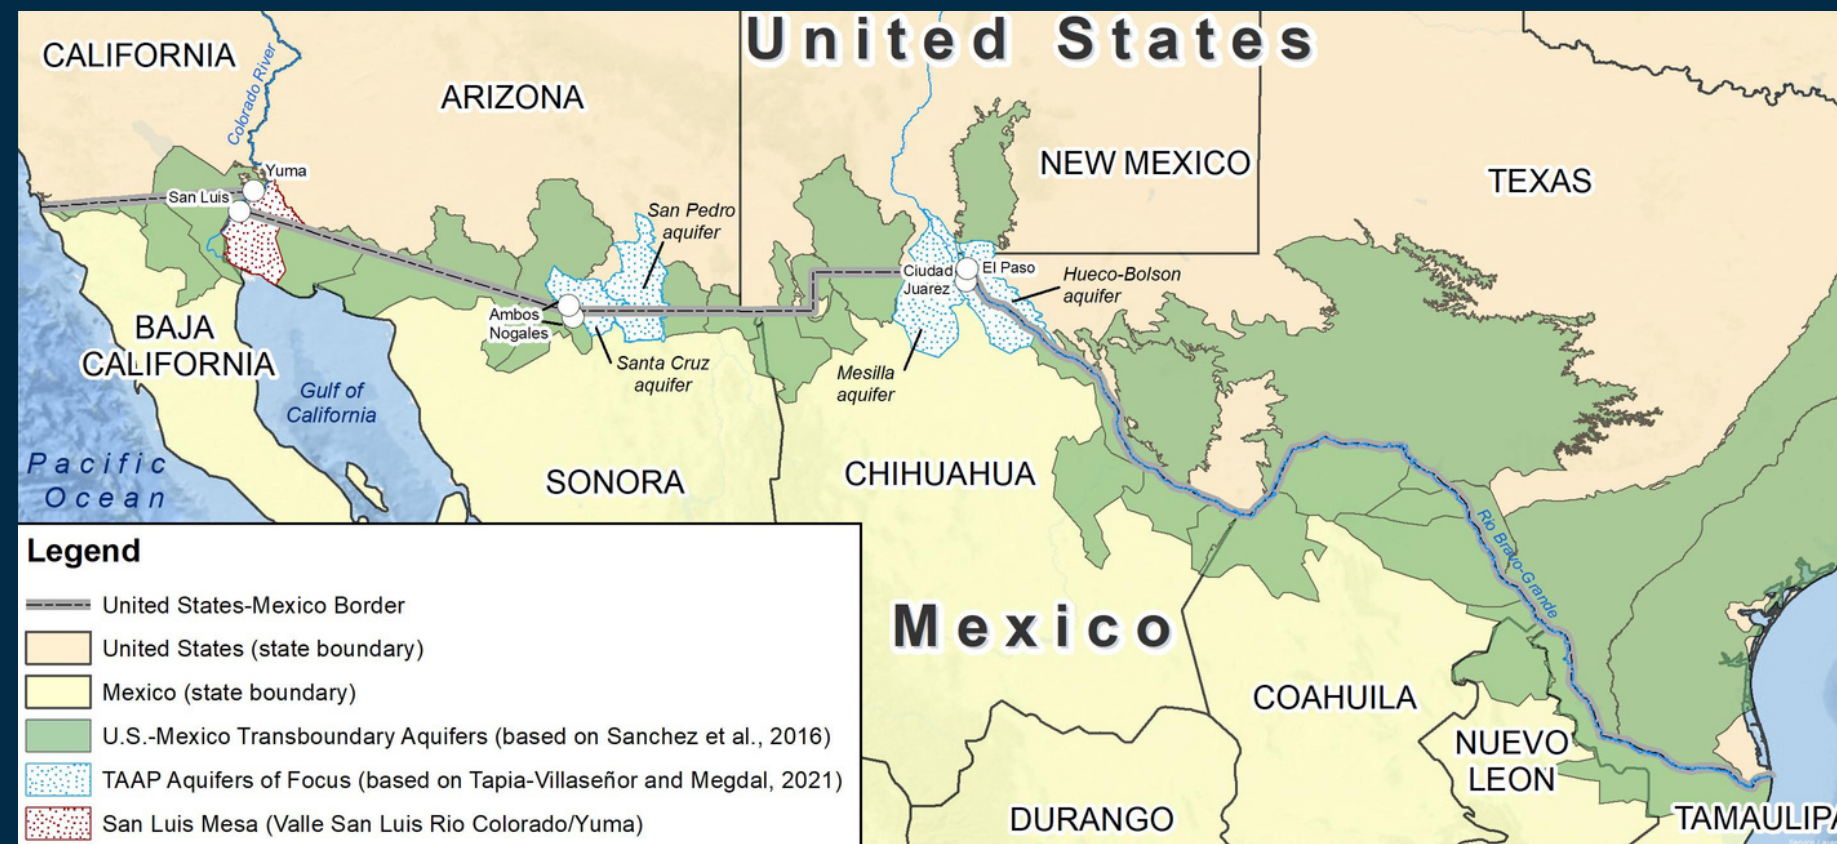 United States
CALIFORNIA
Colorado River
ARIZONA
NEW MEXICO
TEXAS
Yuma
San Luis
San Pedro
aquifer
Ciudad
Juarez
El Paso
Hueco-Bolson
aquifer
Ambos
Nogales
BAJA
CALIFORNIA
Santa Cruz
aquifer
Mesilla
aquifer
Gulf of
California
Pacific
Ocean
SONORA
CHIHUAHUA
Rio Bravo-Grande
Mexico
COAHUILA
NUEVO
LEON
DURANGO
TAMAULIPA
Legend
United States-Mexico Border
United States (state boundary)
Mexico (state boundary)
U.S.-Mexico Transboundary Aquifers (based on Sanchez et al., 2016)
TAAP Aquifers of Focus (based on Tapia-Villaseñor and Megdal, 2021)
San Luis Mesa (Valle San Luis Rio Colorado/Yuma)